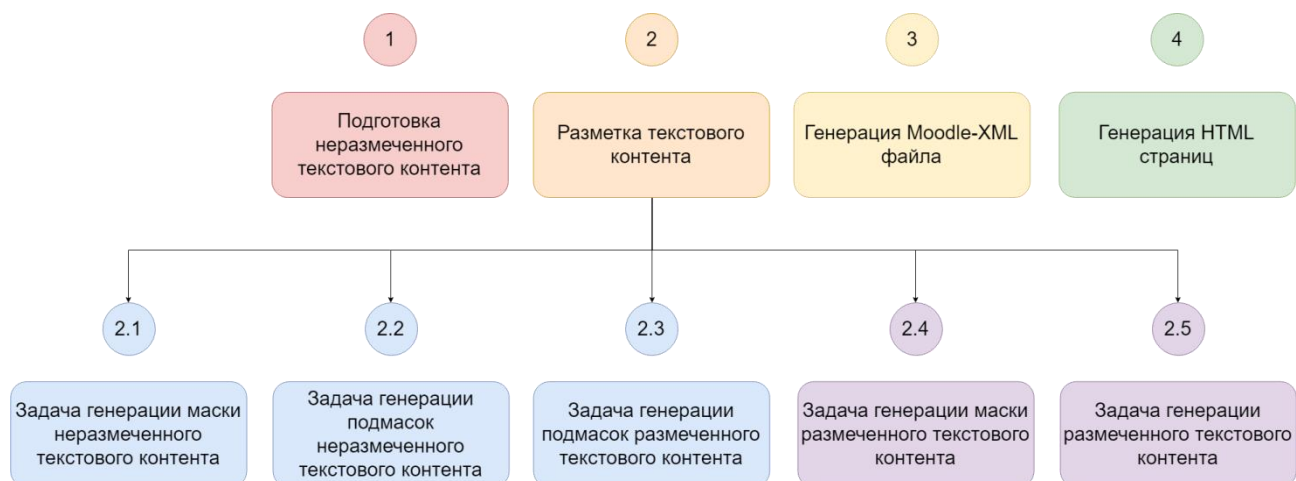 1
2
3
4
Подготовка
неразмеченного
текстового контента
Разметка текстового
контента
Генерация Moodle-XML
файла
Генерация HTML
страниц
2.1
2.2
2.3
2.4
2.5
Задача генерации маски
неразмеченного
текстового контента
Задача генерации
подмасок
неразмеченного
текстового контента
Задача генерации
подмасок размеченного
текстового контента
Задача генерации маски
размеченного текстового
контента
Задача генерации
размеченного текстового
контента